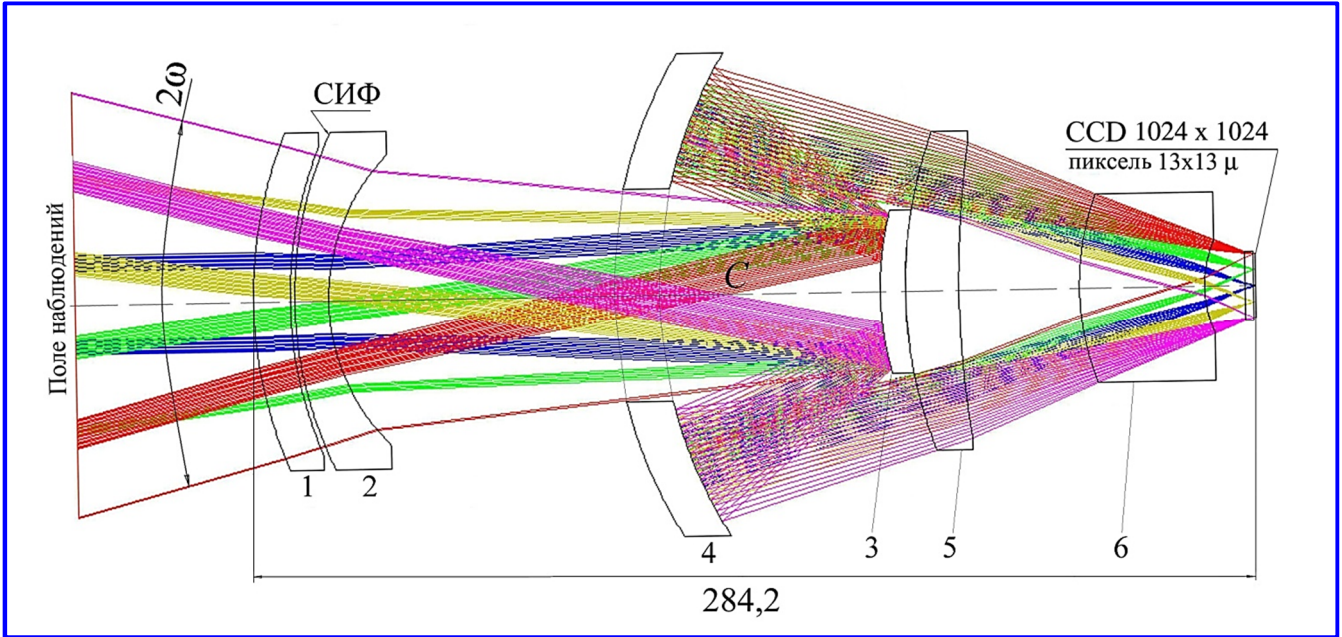 2ω
СИФ
CCD 1024 x 1024
пиксель 13x13 μ
Поле наблюдений
C
1
2
4
3
5
6
284,2